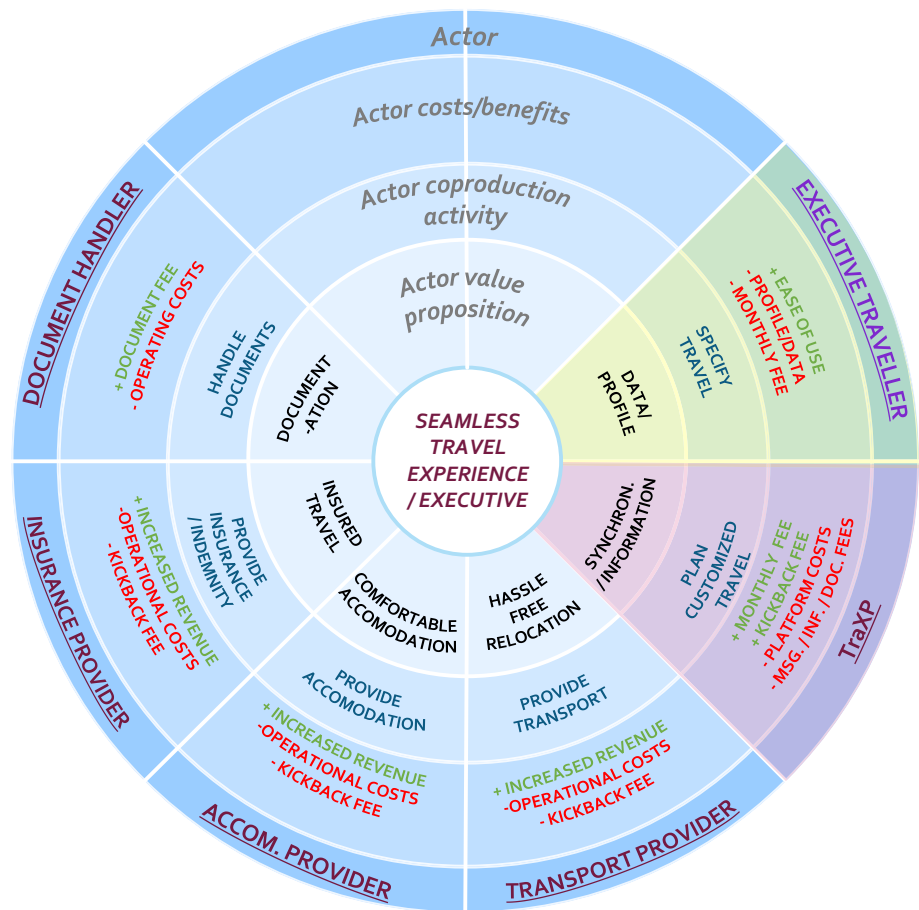 Actor
Actor costs/benefits
Actor coproduction
activity
Actor value
proposition
SEAMLESS
TRAVEL
EXPERIENCE
/ EXECUTIVE
EXECUTIVE TRAVELLER
+ EASE OF USE
- PROFILE/DATA
- MONTHLY FEE
SPECIFY
TRAVEL
DATA/
PROFILE
TraXP
+ MONTHLY FEE
+ KICKBACK FEE
- PLATFORM COSTS
- MSG. / INF. / DOC. FEES
PLAN
CUSTOMIZED
TRAVEL
SYNCHRON.
/ INFORMATION
TRANSPORT PROVIDER
+ INCREASED REVENUE
-OPERATIONAL COSTS
- KICKBACK FEE
PROVIDE
TRANSPORT
HASSLE
FREE
RELOCATION
ACCOM. PROVIDER
+ INCREASED REVENUE
-OPERATIONAL COSTS
- KICKBACK FEE
PROVIDE
ACCOMODATION
COMFORTABLE
ACCOMODATION
INSURANCE PROVIDER
+ INCREASED REVENUE
-OPERATIONAL COSTS
- KICKBACK FEE
PROVIDE
INSURANCE
/ INDEMNITY
INSURED
TRAVEL
DOCUMENT HANDLER
+ DOCUMENT FEE
- OPERATING COSTS
HANDLE
DOCUMENTS
DOCUMENT
-ATION